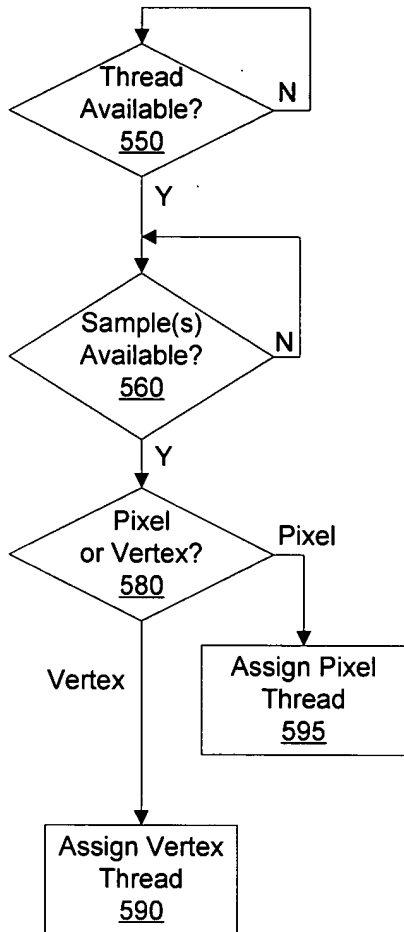 Thread
Available?
550
N
Y
Sample(s)
Available?
560
N
Y
Pixel
or Vertex?
580
Pixel
Vertex
Assign Pixel
Thread
595
Assign Vertex
Thread
590